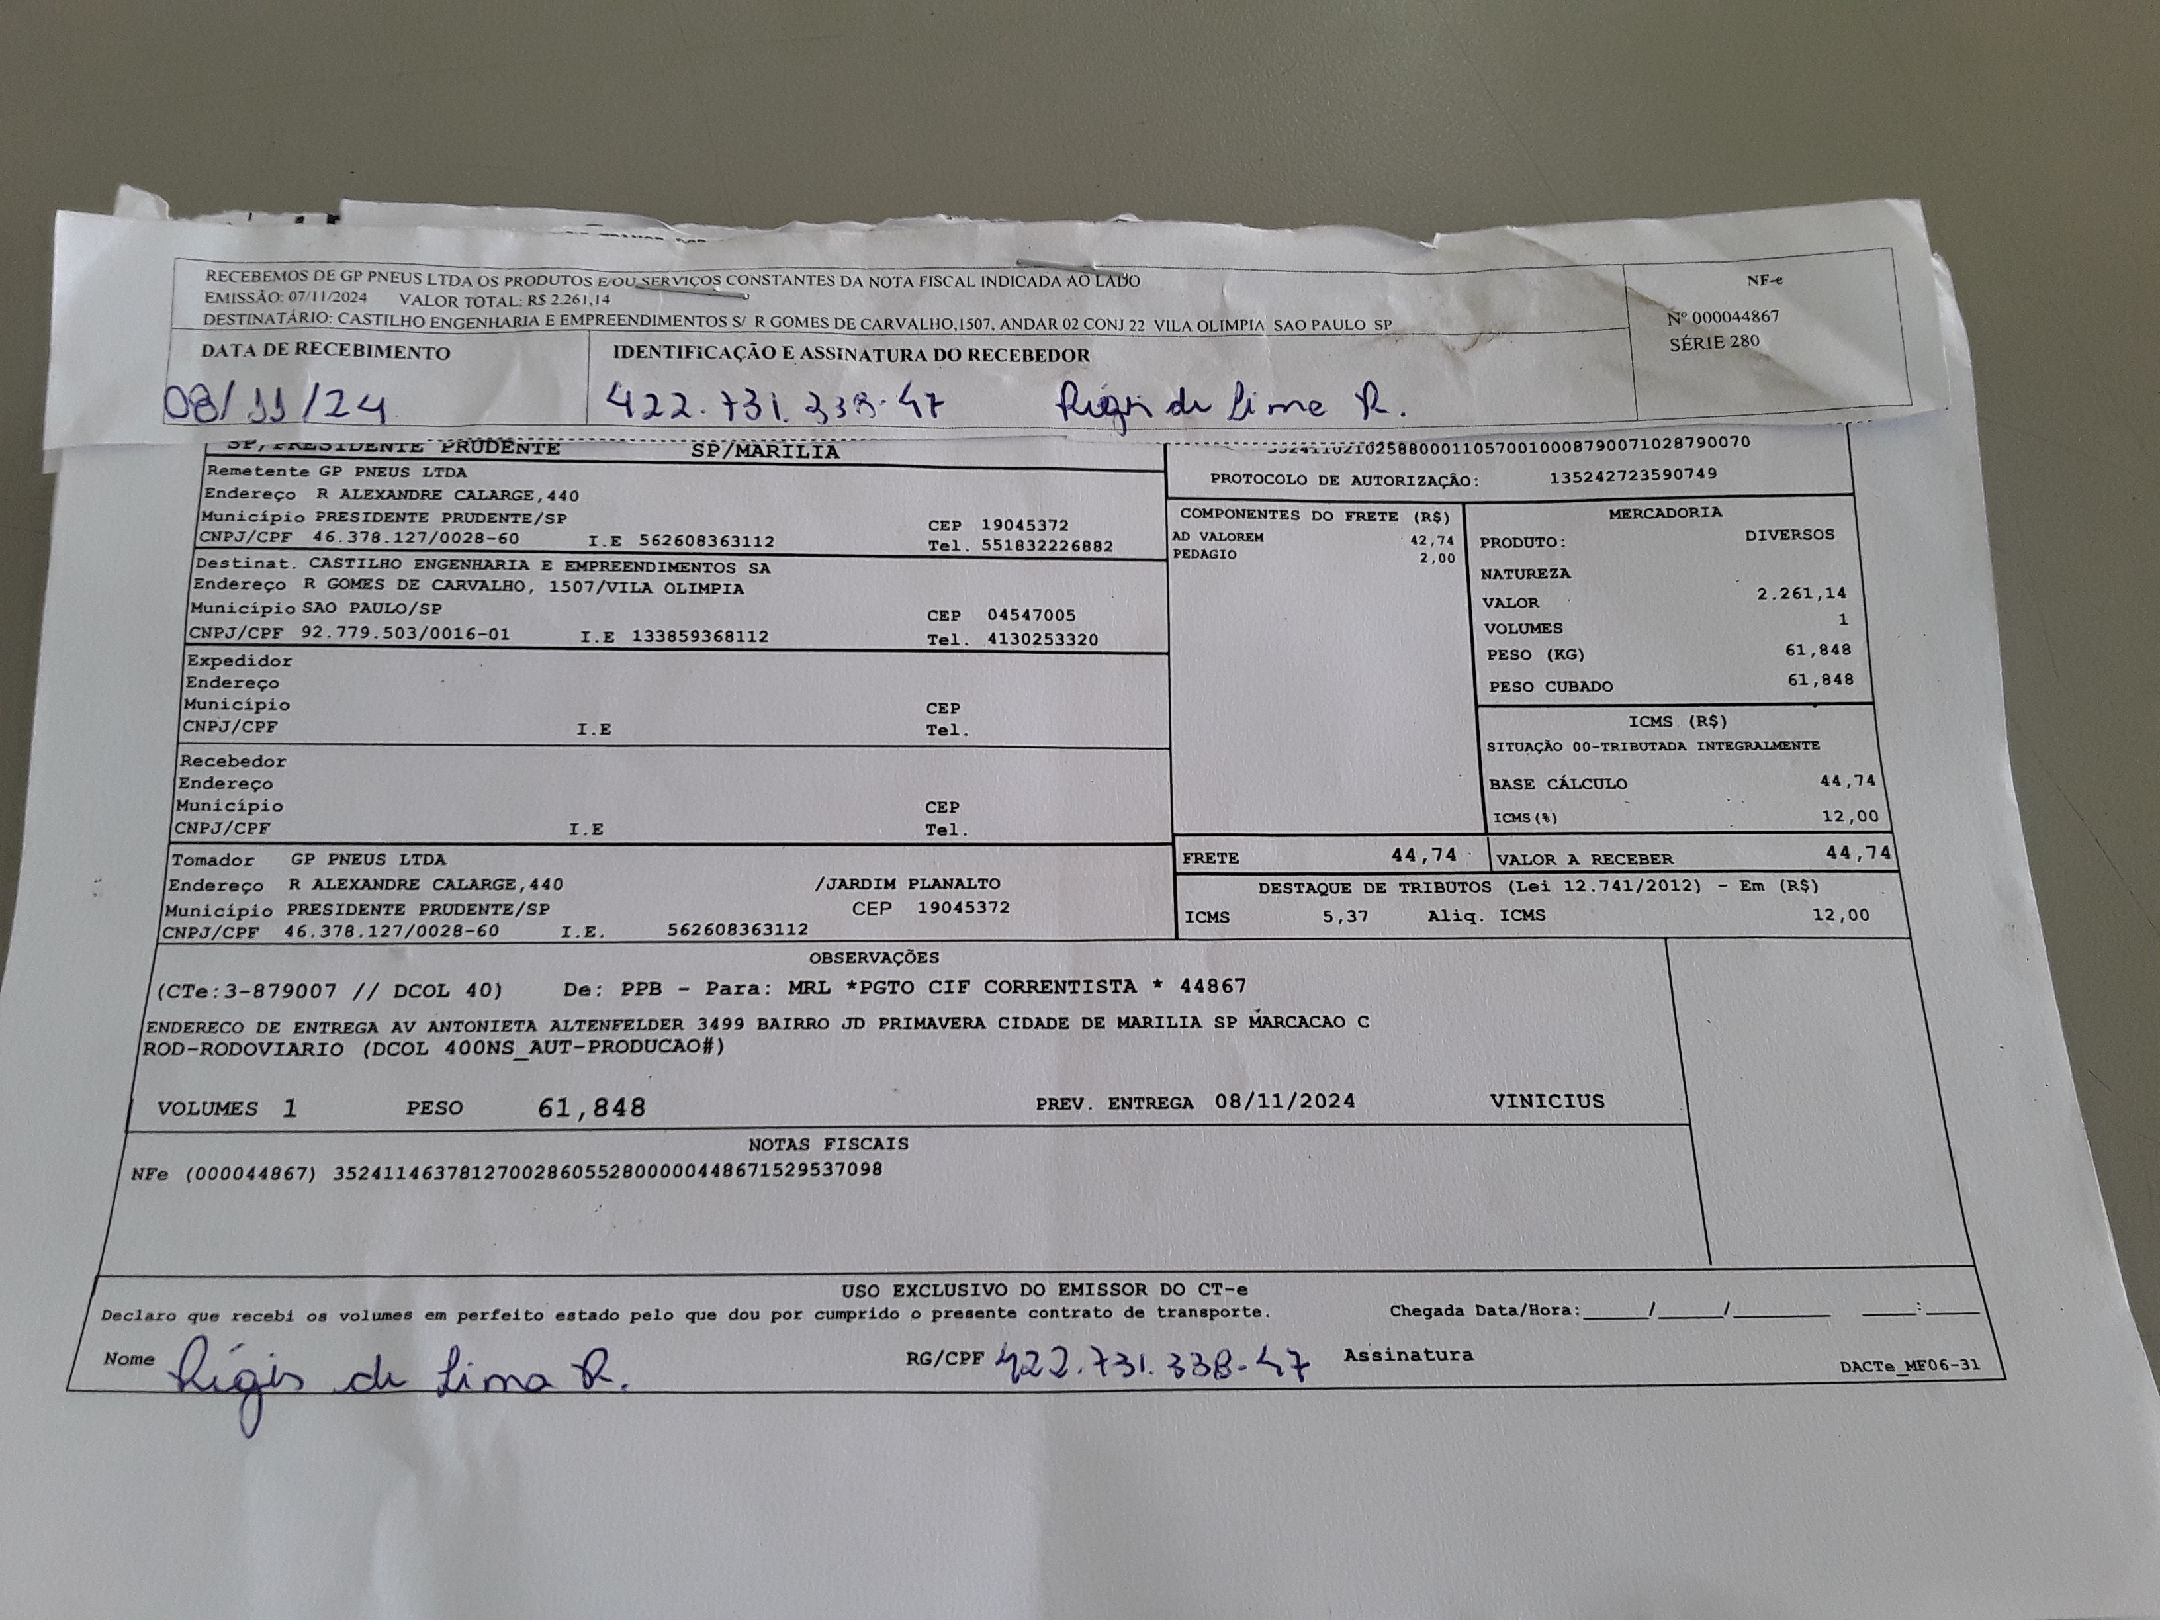 RECEBEMOS DE GP PNEUS LTDA OS PRODUTOS E/OU SERVIÇOS CONSTANTES DA NOTA FISCAL INDICADA AO LADO
EMISSÃO: 07/11/2024 VALOR TOTAL: R$ 2.261,14
DESTINATÁRIO: CASTILHO ENGENHARIA E EMPREENDIMENTOS S/ R GOMES DE CARVALHO,1507, ANDAR 02 CONJ 22 VILA OLIMPIA SAO PAULO SP
NF-e
Nº 000044867
SÉRIE 280
DATA DE RECEBIMENTO
08/11/24
IDENTIFICAÇÃO E ASSINATURA DO RECEBEDOR
422.731.338-47 Régis de Lima R.
SP/PRESIDENTE PRUDENTE SP/MARILIA
Remetente GP PNEUS LTDA
Endereço R ALEXANDRE CALARGE,440
Município PRESIDENTE PRUDENTE/SP CEP 19045372
CNPJ/CPF 46.378.127/0028-60 I.E 562608363112 Tel. 551832226882
Destinat. CASTILHO ENGENHARIA E EMPREENDIMENTOS SA
Endereço R GOMES DE CARVALHO, 1507/VILA OLIMPIA
Município SAO PAULO/SP CEP 04547005
CNPJ/CPF 92.779.503/0016-01 I.E 133859368112 Tel. 4130253320
Expedidor
Endereço
Município CEP
CNPJ/CPF I.E Tel.
Recebedor
Endereço
Município CEP
CNPJ/CPF I.E Tel.
Tomador GP PNEUS LTDA
Endereço R ALEXANDRE CALARGE,440 /JARDIM PLANALTO
Município PRESIDENTE PRUDENTE/SP CEP 19045372
CNPJ/CPF 46.378.127/0028-60 I.E. 562608363112
PROTOCOLO DE AUTORIZAÇÃO: 135242723590749
COMPONENTES DO FRETE (R$)
AD VALOREM 42,74
PEDAGIO 2,00
MERCADORIA
PRODUTO: DIVERSOS
NATUREZA
VALOR 2.261,14
VOLUMES 1
PESO (KG) 61,848
PESO CUBADO 61,848
ICMS (R$)
SITUAÇÃO 00-TRIBUTADA INTEGRALMENTE
BASE CÁLCULO 44,74
ICMS(%) 12,00
FRETE 44,74 VALOR A RECEBER 44,74
DESTAQUE DE TRIBUTOS (Lei 12.741/2012) - Em (R$)
ICMS 5,37 Aliq. ICMS 12,00
OBSERVAÇÕES
(CTe:3-879007 // DCOL 40) De: PPB - Para: MRL *PGTO CIF CORRENTISTA * 44867
ENDERECO DE ENTREGA AV ANTONIETA ALTENFELDER 3499 BAIRRO JD PRIMAVERA CIDADE DE MARILIA SP MARCACAO C
ROD-RODOVIARIO (DCOL 400NS_AUT-PRODUCAO#)
VOLUMES 1 PESO 61,848 PREV. ENTREGA 08/11/2024 VINICIUS
NOTAS FISCAIS
NFe (000044867) 35241146378127002860552800000448671529537098
USO EXCLUSIVO DO EMISSOR DO CT-e
Declaro que recebi os volumes em perfeito estado pelo que dou por cumprido o presente contrato de transporte. Chegada Data/Hora:_____/_____/________ ____:____
Nome Régis de Lima R. RG/CPF 422.731.338-47 Assinatura
DACTe_MF06-31